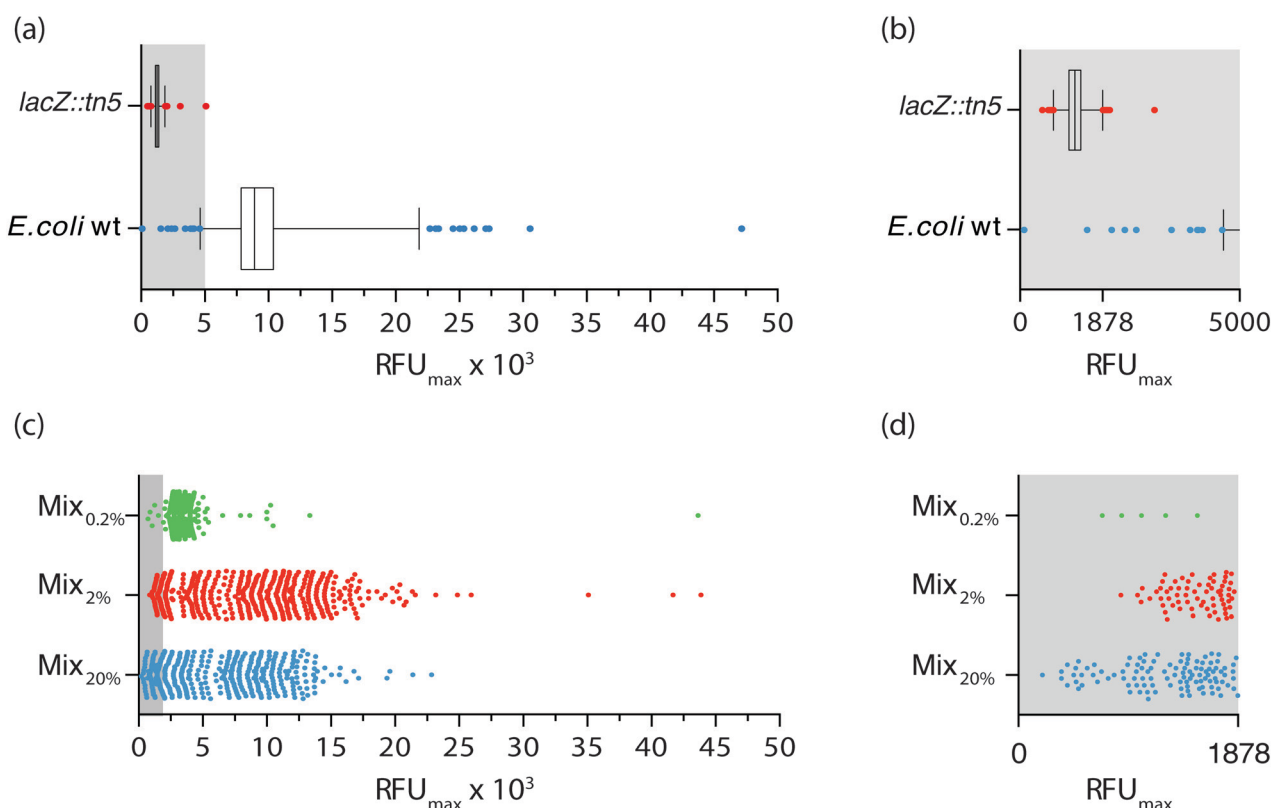 (a)
lacZ::tn5
E.coli wt
0 5 10 15 20 25 30 35 40 45 50
RFUmax x 10³
(b)
lacZ::tn5
E.coli wt
0 1878 5000
RFUmax
(c)
Mix0.2%
Mix2%
Mix20%
0 5 10 15 20 25 30 35 40 45 50
RFUmax x 10³
(d)
Mix0.2%
Mix2%
Mix20%
0 1878
RFUmax